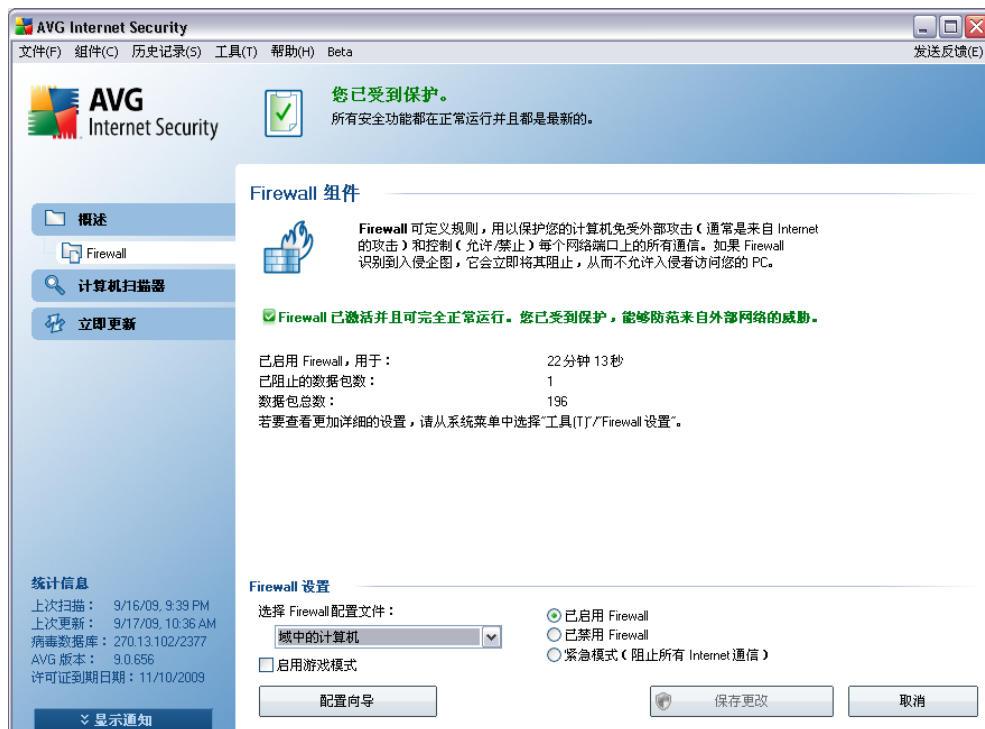 AVG Internet Security
文件(F) 组件(C) 历史记录(S) 工具(T) 帮助(H) Beta 发送反馈(E)
AVG
Internet Security
您已受到保护。
所有安全功能都在正常运行并且都是最新的。
概述
Firewall
计算机扫描器
立即更新
Firewall 组件
Firewall 可定义规则，用以保护您的计算机免受外部攻击（通常是来自 Internet
的攻击）和控制（允许/禁止）每个网络端口上的所有通信。如果 Firewall
识别到入侵企图，它会立即将其阻止，从而不允许入侵者访问您的 PC。
Firewall 已激活并且可完全正常运行。您已受到保护，能够防范来自外部网络的威胁。
已启用 Firewall，用于： 22分钟 13秒
已阻止的数据包数： 1
数据包总数： 196
若要查看更加详细的设置，请从系统菜单中选择“工具(T)”/“Firewall 设置”。
统计信息
上次扫描： 9/16/09, 9:39 PM
上次更新： 9/17/09, 10:36 AM
病毒数据库： 270.13.102/2377
AVG 版本： 9.0.656
许可证到期日期：11/10/2009
显示通知
Firewall 设置
选择 Firewall配置文件：
域中的计算机
启用游戏模式
已启用 Firewall
已禁用 Firewall
紧急模式（阻止所有 Internet 通信）
配置向导
保存更改
取消